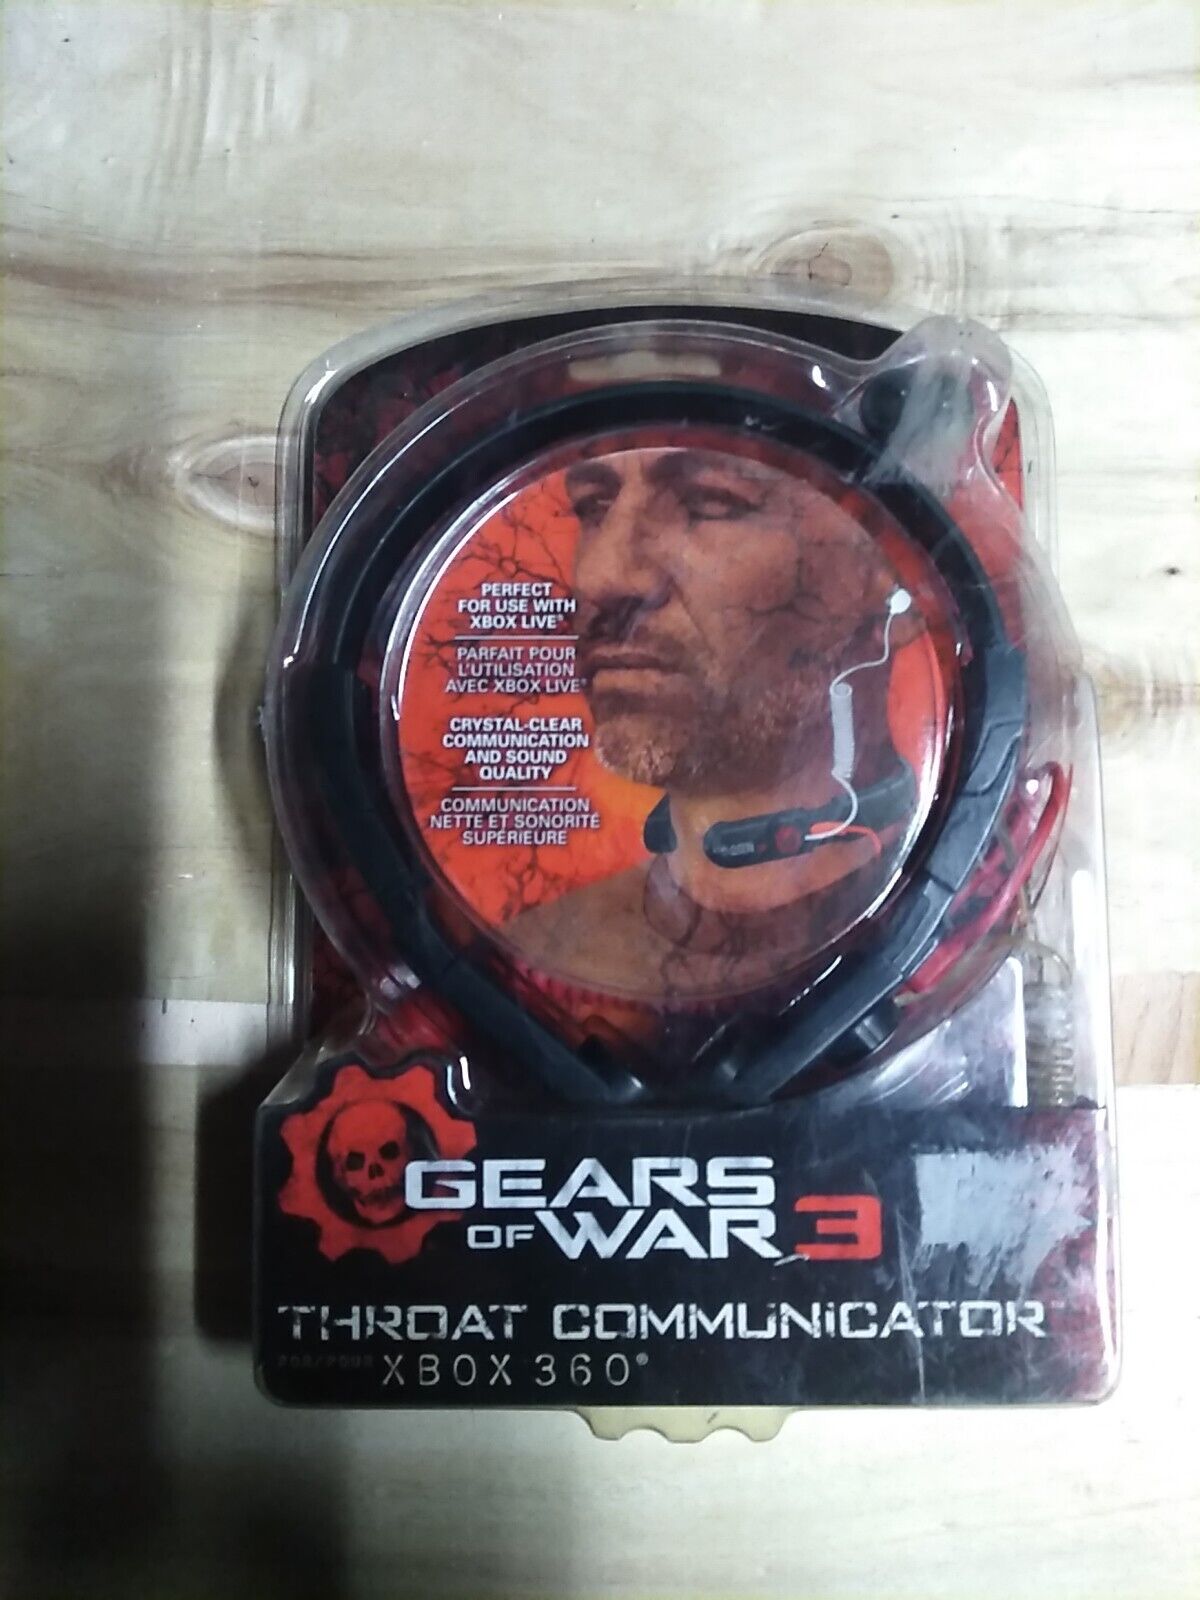 PERFECT
FOR USE WITH
XBOX LIVE®
PARFAIT POUR
L'UTILISATION
AVEC XBOX LIVE®
CRYSTAL-CLEAR
COMMUNICATION
AND SOUND
QUALITY
COMMUNICATION
NETTE ET SONORITÉ
SUPÉRIEURE
GEARS
OF WAR 3
THROAT COMMUNICATOR™
XBOX 360®